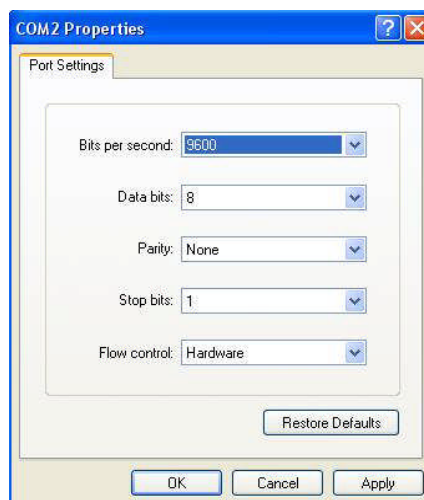 COM2 Properties
Port Settings
Bits per second: 9600
Data bits: 8
Parity: None
Stop bits: 1
Flow control: Hardware
Restore Defaults
OK Cancel Apply